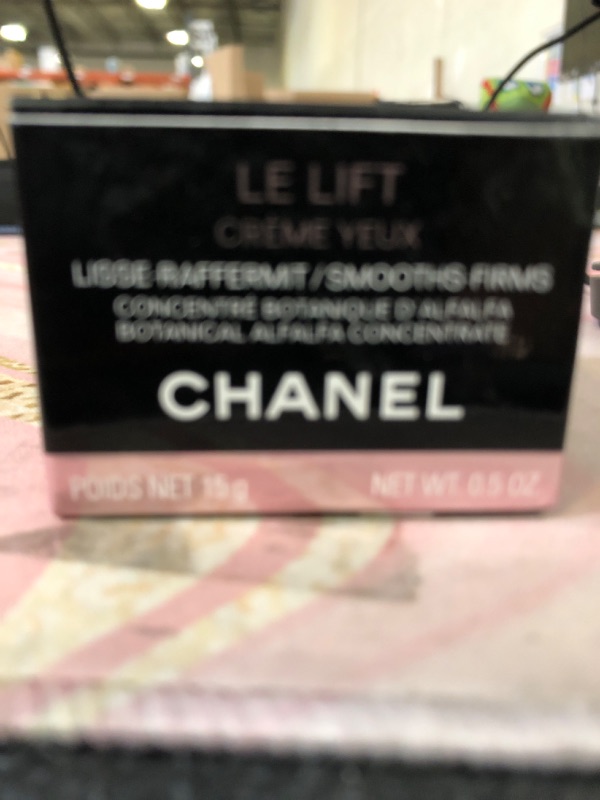 LE LIFT
CRÈME YEUX
LISSE-RAFFERMIT / SMOOTHS-FIRMS
CONCENTRÉ BOTANIQUE D'ALFALFA
BOTANICAL ALFALFA CONCENTRATE
CHANEL
POIDS NET 15 g NET WT. 0.5 OZ.